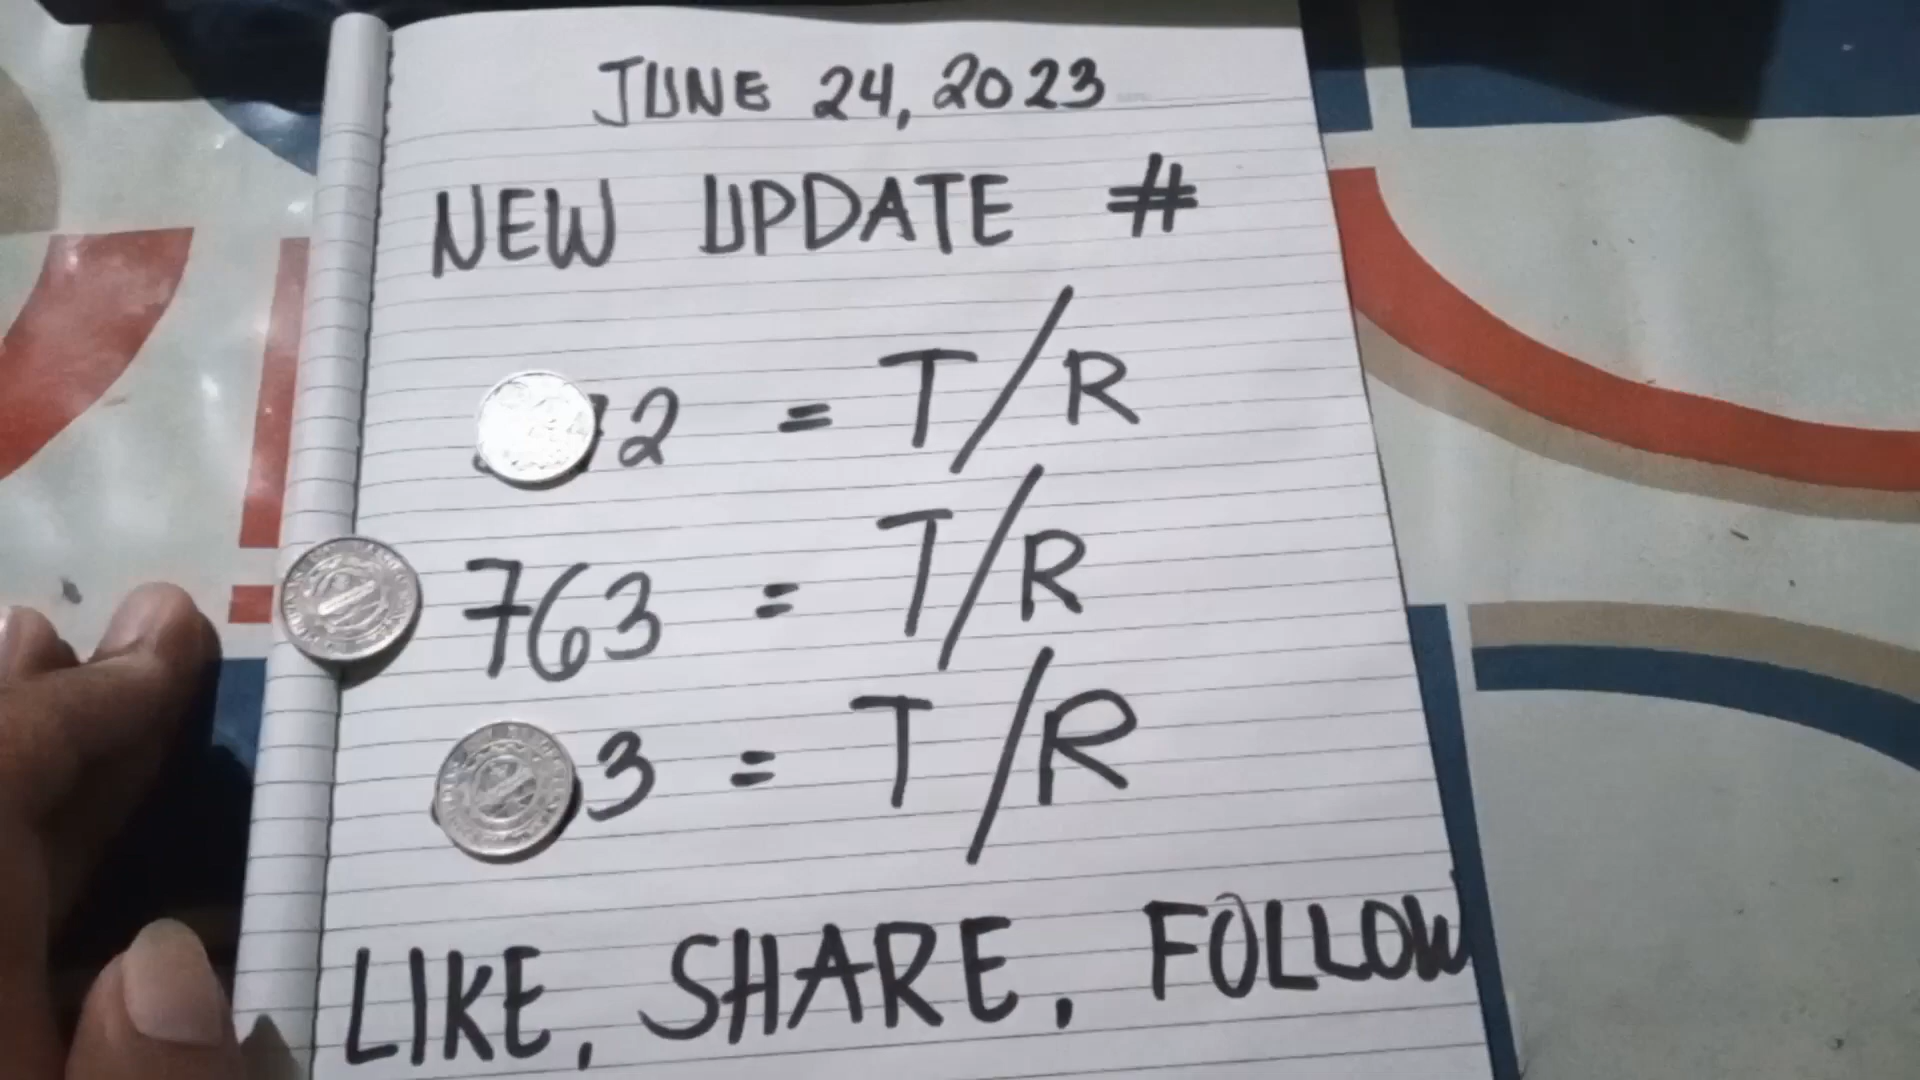 JUNE 24, 2023
NEW UPDATE #
2 = T/R
763 = T/R
3 = T/R
LIKE, SHARE, FOLLOW